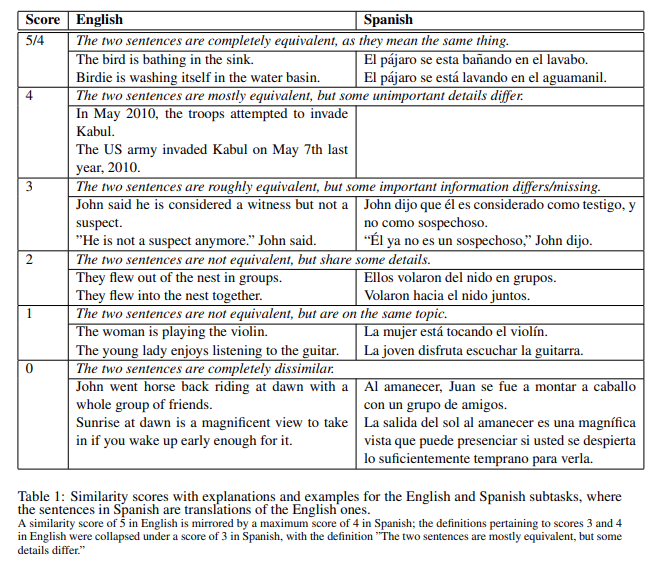 Score English Spanish
5/4 The two sentences are completely equivalent, as they mean the same thing.
The bird is bathing in the sink. El pájaro se esta bañando en el lavabo.
Birdie is washing itself in the water basin. El pájaro se está lavando en el aguamanil.
4 The two sentences are mostly equivalent, but some unimportant details differ.
In May 2010, the troops attempted to invade
Kabul.
The US army invaded Kabul on May 7th last
year, 2010.
3 The two sentences are roughly equivalent, but some important information differs/missing.
John said he is considered a witness but not a John dijo que él es considerado como testigo, y
suspect. no como sospechoso.
”He is not a suspect anymore.” John said. “Él ya no es un sospechoso,” John dijo.
2 The two sentences are not equivalent, but share some details.
They flew out of the nest in groups. Ellos volaron del nido en grupos.
They flew into the nest together. Volaron hacia el nido juntos.
1 The two sentences are not equivalent, but are on the same topic.
The woman is playing the violin. La mujer está tocando el violín.
The young lady enjoys listening to the guitar. La joven disfruta escuchar la guitarra.
0 The two sentences are completely dissimilar.
John went horse back riding at dawn with a Al amanecer, Juan se fue a montar a caballo
whole group of friends. con un grupo de amigos.
Sunrise at dawn is a magnificent view to take La salida del sol al amanecer es una magnífica
in if you wake up early enough for it. vista que puede presenciar si usted se despierta
lo suficientemente temprano para verla.
Table 1: Similarity scores with explanations and examples for the English and Spanish subtasks, where
the sentences in Spanish are translations of the English ones.
A similarity score of 5 in English is mirrored by a maximum score of 4 in Spanish; the definitions pertaining to scores 3 and 4
in English were collapsed under a score of 3 in Spanish, with the definition ”The two sentences are mostly equivalent, but some
details differ.”